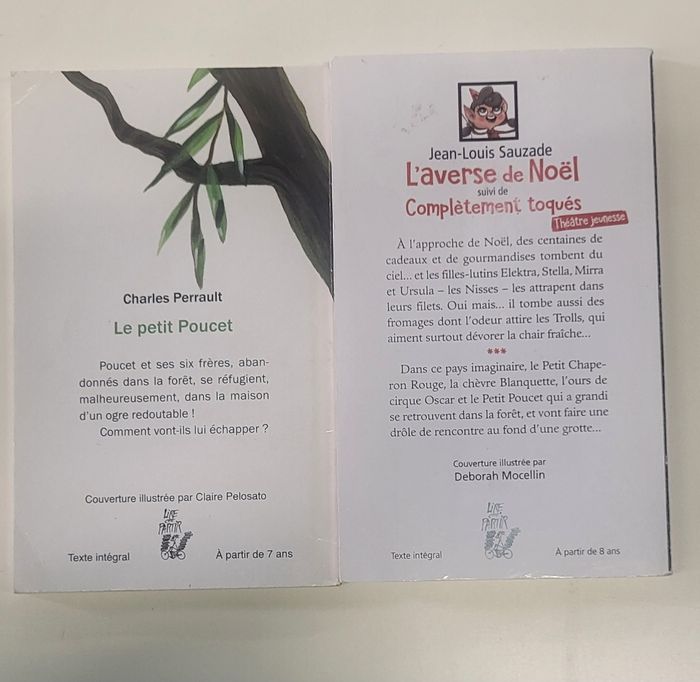 Charles Perrault
Le petit Poucet
Poucet et ses six frères, aban-
donnés dans la forêt, se réfugient,
malheureusement, dans la maison
d'un ogre redoutable !
Comment vont-ils lui échapper ?
Couverture illustrée par Claire Pelosato
LIRE
PARTIR
Texte intégral
À partir de 7 ans
Jean-Louis Sauzade
L'averse de Noël
suivi de
Complètement toqués
Théâtre jeunesse
À l'approche de Noël, des centaines de
cadeaux et de gourmandises tombent du
ciel... et les filles-lutins Elektra, Stella, Mirra
et Ursula – les Nisses – les attrapent dans
leurs filets. Oui mais... il tombe aussi des
fromages dont l'odeur attire les Trolls, qui
aiment surtout dévorer la chair fraîche...
***
Dans ce pays imaginaire, le Petit Chape-
ron Rouge, la chèvre Blanquette, l'ours de
cirque Oscar et le Petit Poucet qui a grandi
se retrouvent dans la forêt, et vont faire une
drôle de rencontre au fond d'une grotte...
Couverture illustrée par
Deborah Mocellin
LIRE
PARTIR
Texte intégral
À partir de 8 ans